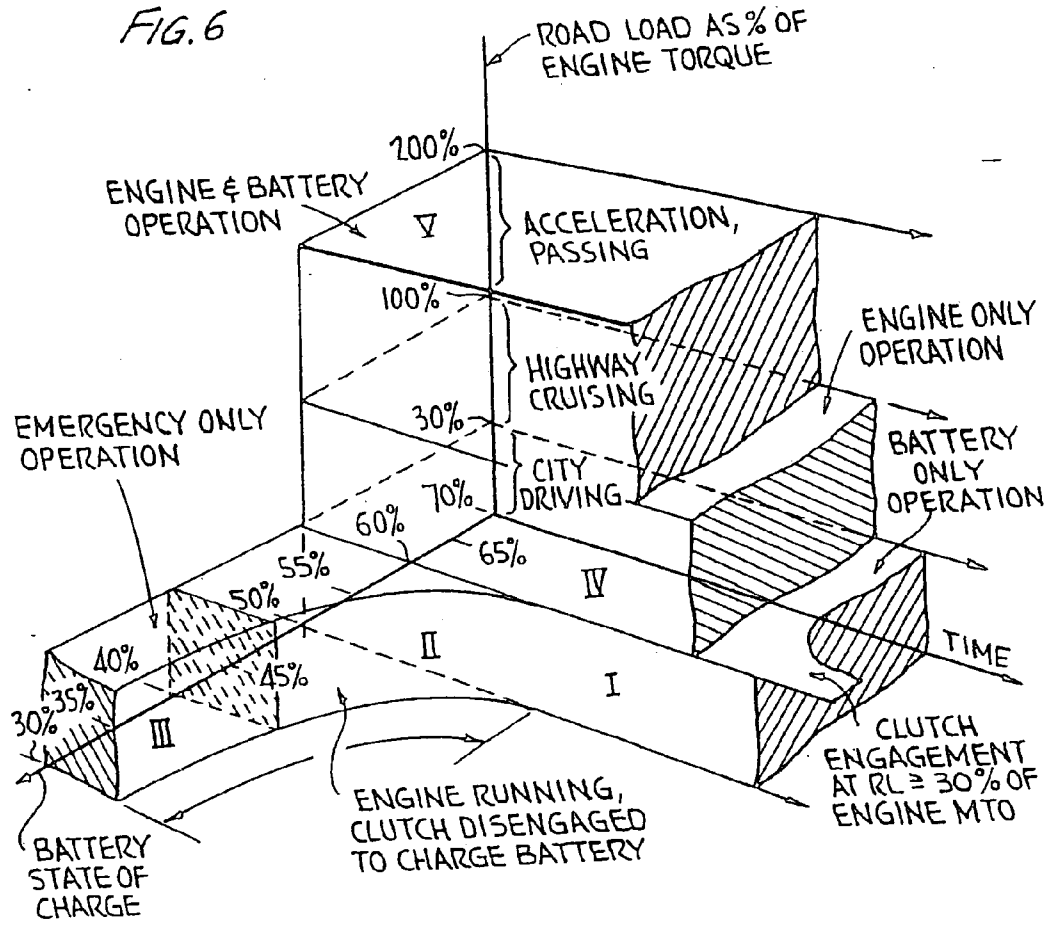 FIG. 6
ROAD LOAD AS % OF
ENGINE TORQUE
200%
ENGINE & BATTERY
OPERATION
V
ACCELERATION,
PASSING
100%
ENGINE ONLY
OPERATION
HIGHWAY
CRUISING
EMERGENCY ONLY
OPERATION
30%
BATTERY
ONLY
OPERATION
CITY
DRIVING
70%
60%
65%
55%
IV
50%
II
TIME
40%
45%
I
35%
30%
III
CLUTCH
ENGAGEMENT
AT RL ≥ 30% OF
ENGINE MTO
ENGINE RUNNING,
CLUTCH DISENGAGED
TO CHARGE BATTERY
BATTERY
STATE OF
CHARGE